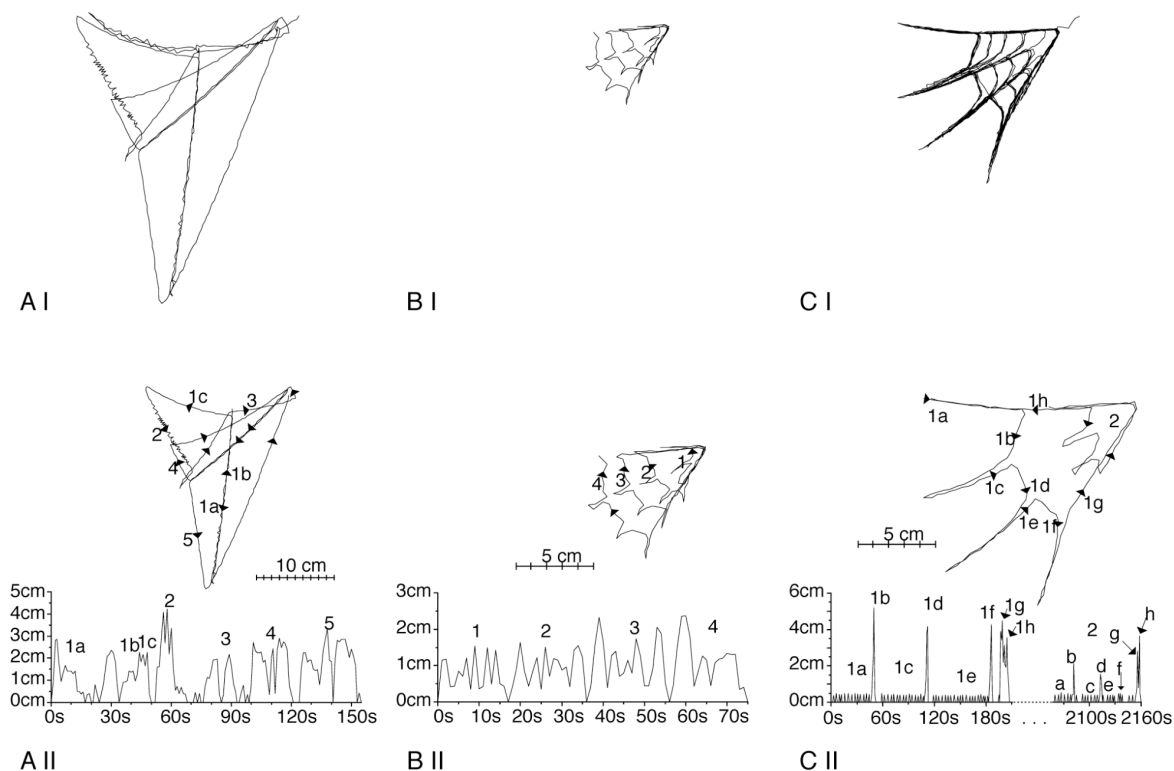 A I
B I
C I
1c
3
2
4
1b
1a
5
10 cm
5cm
4cm
3cm
2cm
1cm
0cm
1a
1b
1c
2
3
4
5
0s
30s
60s
90s
120s
150s
A II
4
3
2
1
5 cm
3cm
2cm
1cm
0cm
1
2
3
4
0s
10s
20s
30s
40s
50s
60s
70s
B II
1a
1h
1b
2
1c
1d
1e
1f
1g
5 cm
6cm
4cm
2cm
0cm
1a
1b
1c
1d
1e
1f
1g
1h
2
a
b
c
d
e
f
g
h
0s
60s
120s
180s
. . .
2100s
2160s
C II